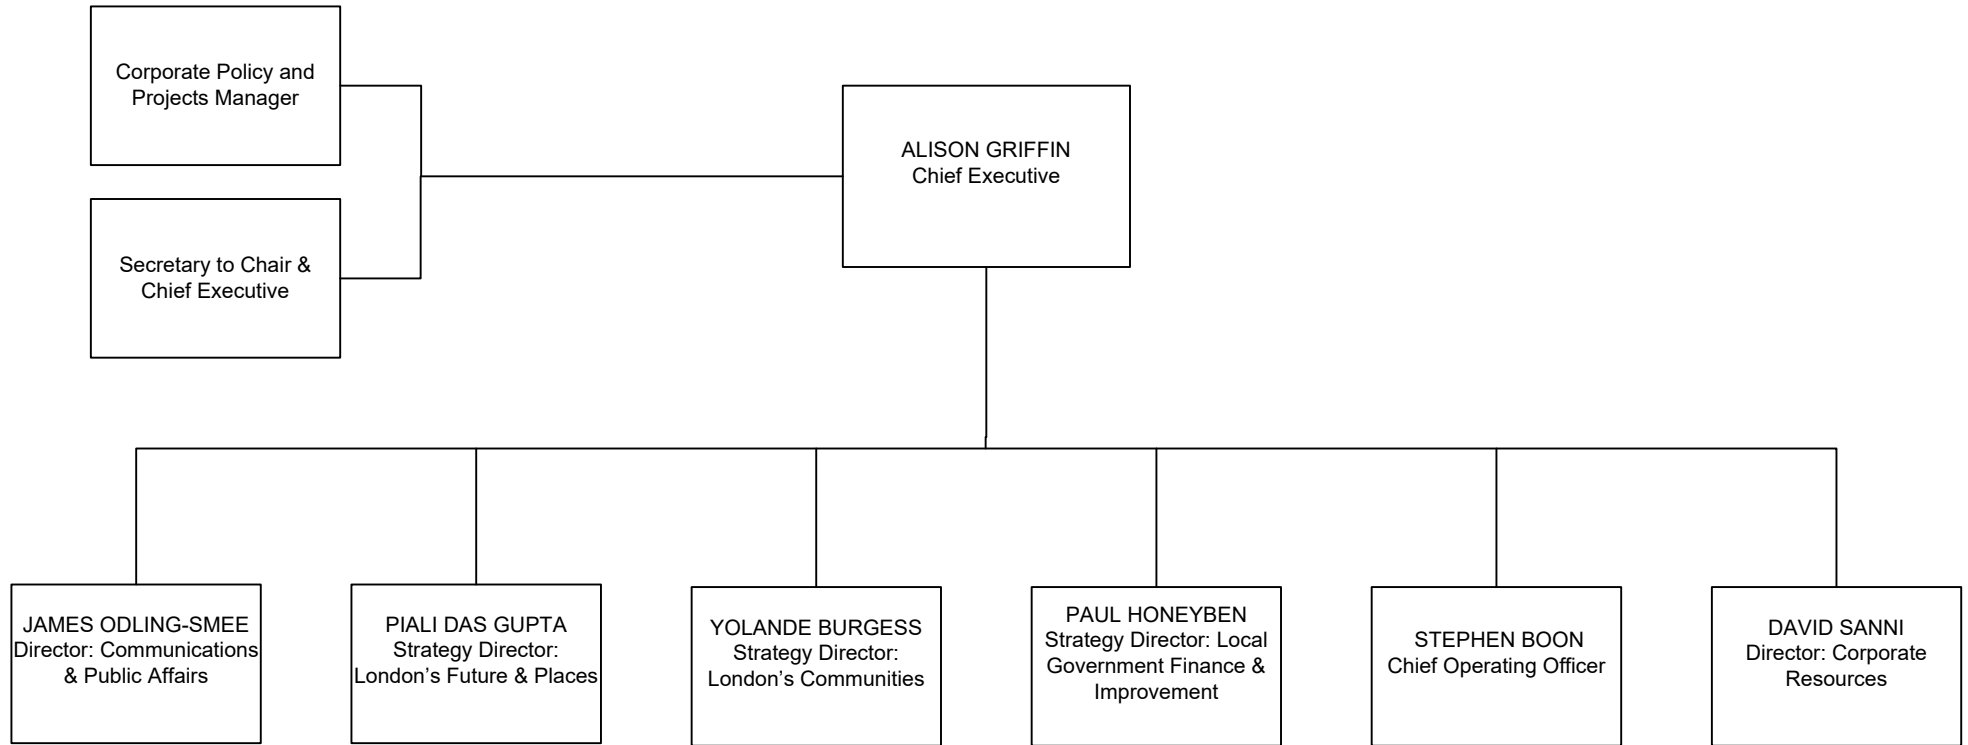 Corporate Policy and
Projects Manager
ALISON GRIFFIN
Chief Executive
Secretary to Chair &
Chief Executive
JAMES ODLING-SMEE
Director: Communications
& Public Affairs
PIALI DAS GUPTA
Strategy Director:
London’s Future & Places
YOLANDE BURGESS
Strategy Director:
London’s Communities
PAUL HONEYBEN
Strategy Director: Local
Government Finance &
Improvement
STEPHEN BOON
Chief Operating Officer
DAVID SANNI
Director: Corporate
Resources